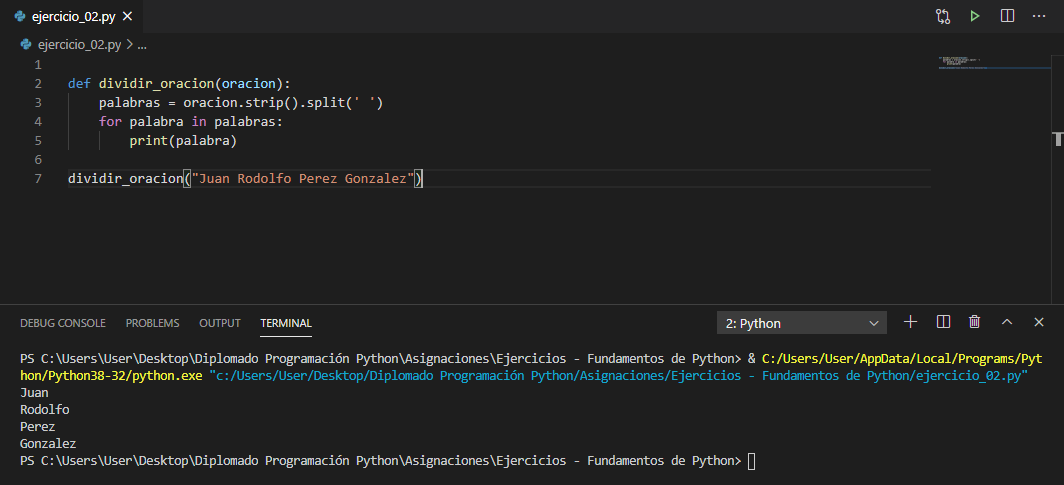 ejercicio_02.py ×
ejercicio_02.py > ...
1
2 def dividir_oracion(oracion):
3     palabras = oracion.strip().split(' ')
4     for palabra in palabras:
5         print(palabra)
6
7 dividir_oracion("Juan Rodolfo Perez Gonzalez")
DEBUG CONSOLE PROBLEMS OUTPUT TERMINAL 2: Python
PS C:\Users\User\Desktop\Diplomado Programación Python\Asignaciones\Ejercicios - Fundamentos de Python> & C:/Users/User/AppData/Local/Programs/Pyt
hon/Python38-32/python.exe "c:/Users/User/Desktop/Diplomado Programación Python/Asignaciones/Ejercicios - Fundamentos de Python/ejercicio_02.py"
Juan
Rodolfo
Perez
Gonzalez
PS C:\Users\User\Desktop\Diplomado Programación Python\Asignaciones\Ejercicios - Fundamentos de Python>